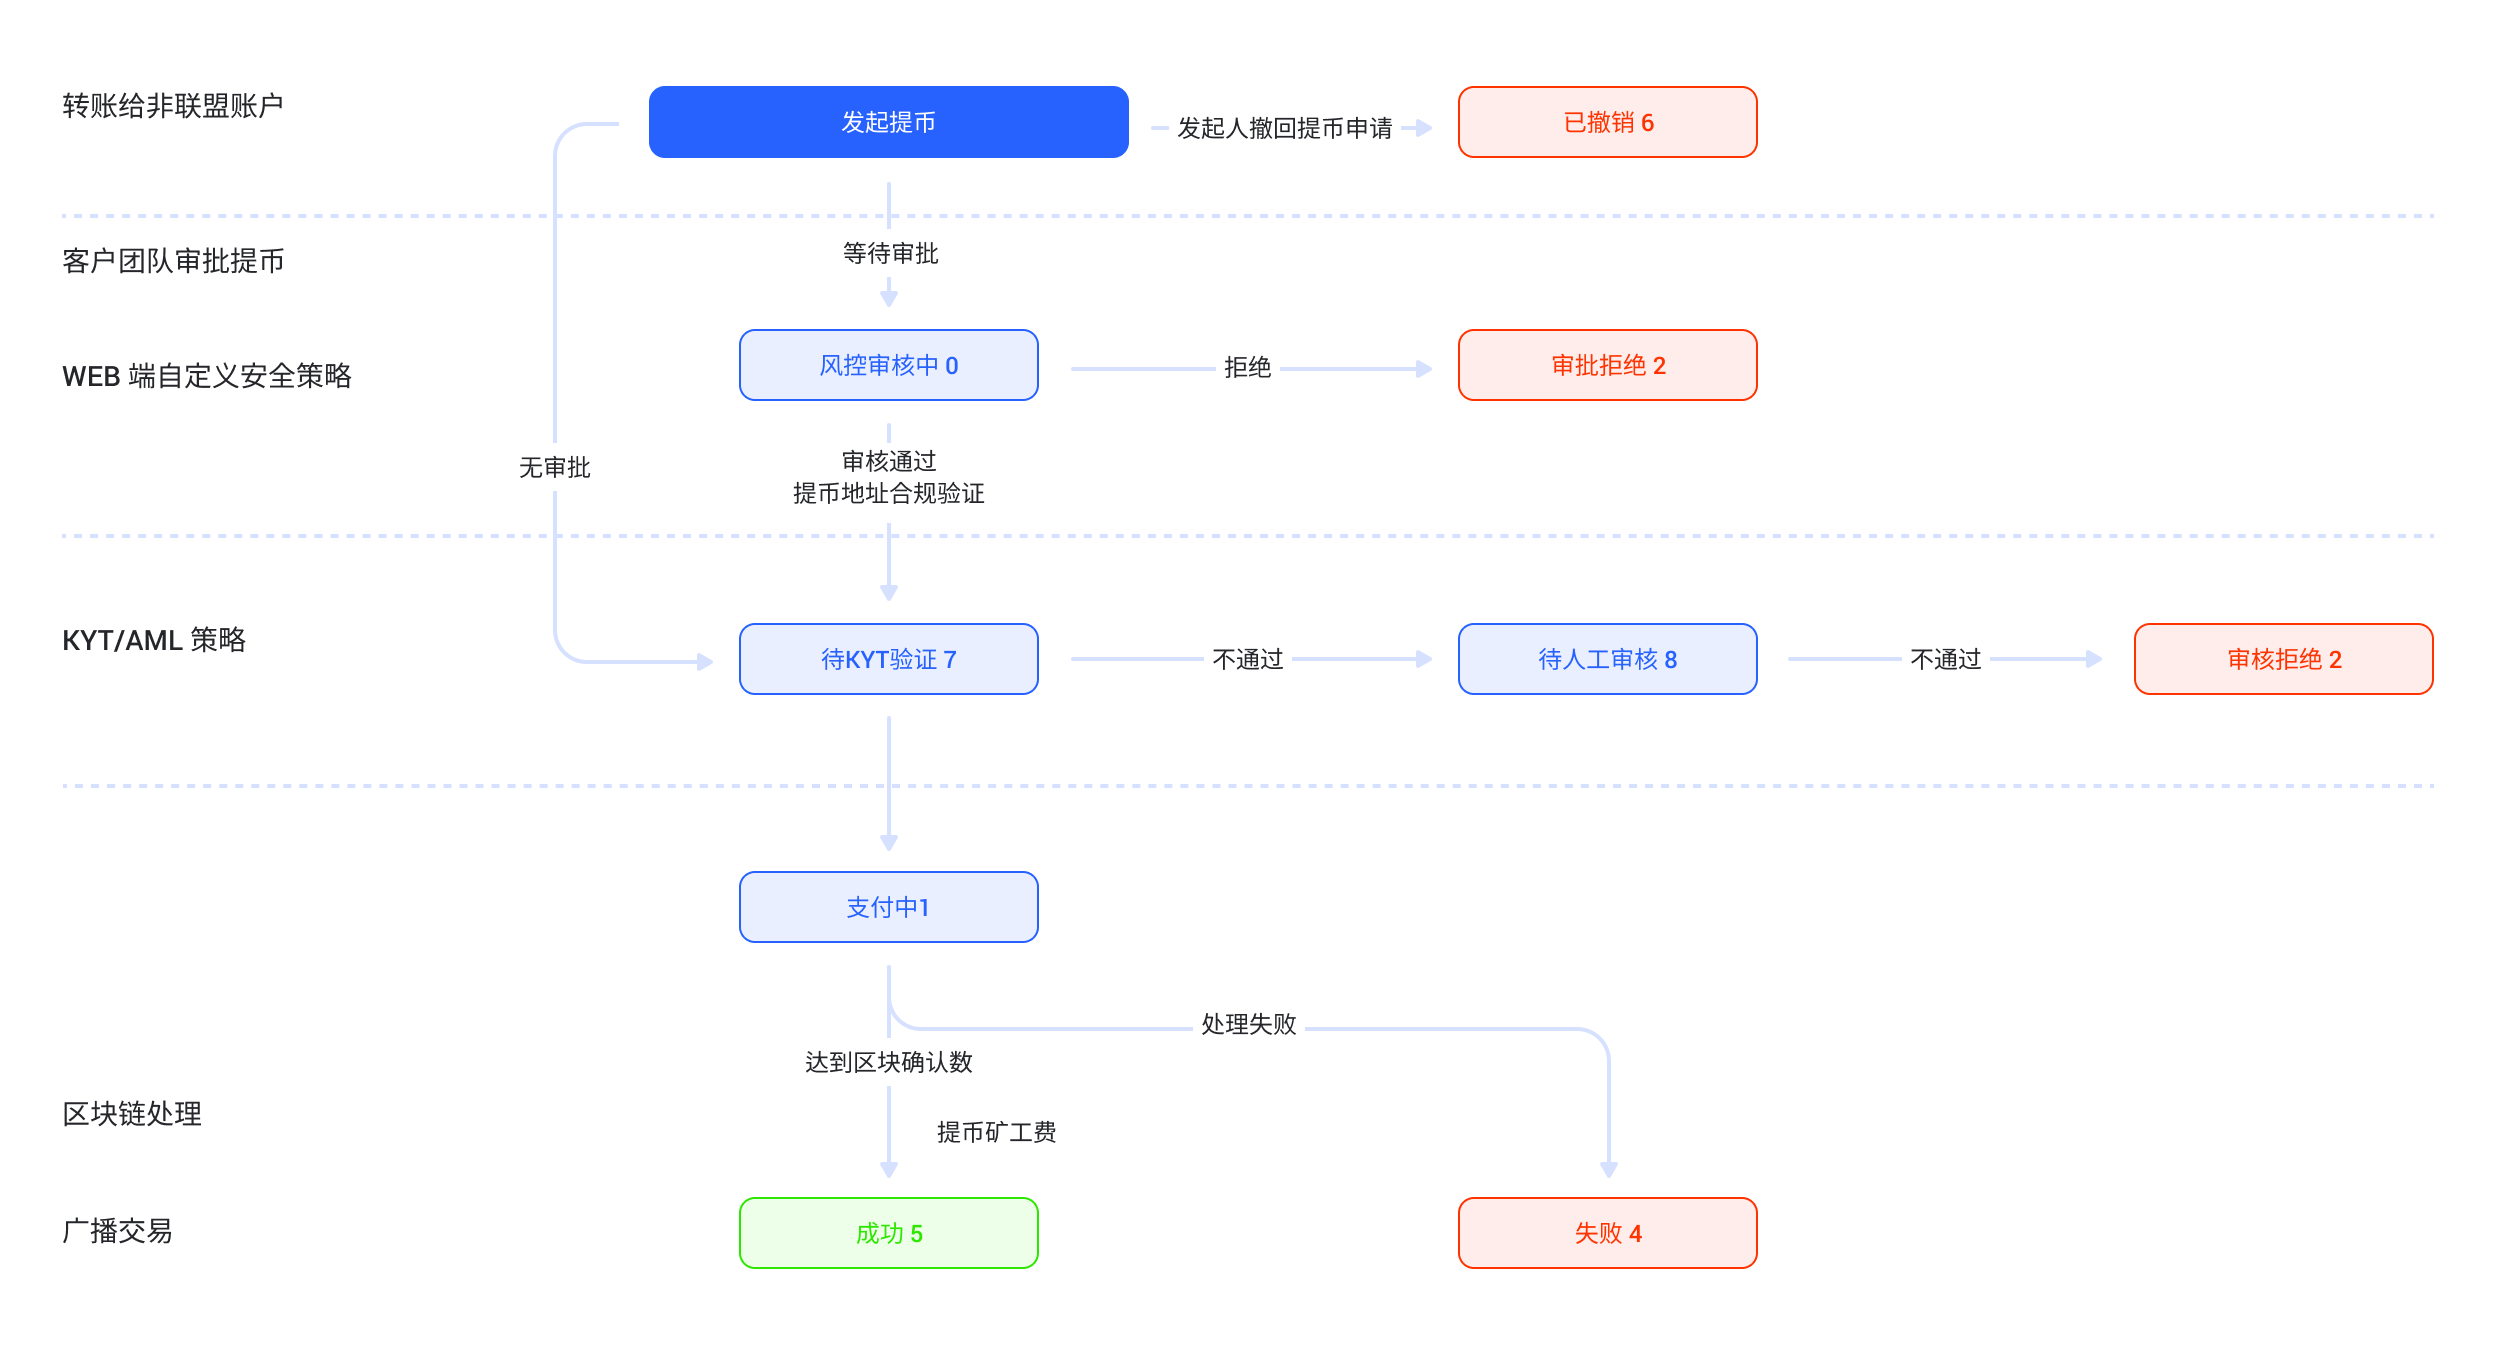 转账给非联盟账户
发起提币
发起人撤回提币申请
已撤销 6
客户团队审批提币
等待审批
WEB 端自定义安全策略
风控审核中 0
拒绝
审批拒绝 2
无审批
审核通过
提币地址合规验证
KYT/AML 策略
待KYT验证 7
不通过
待人工审核 8
不通过
审核拒绝 2
支付中1
处理失败
达到区块确认数
区块链处理
提币矿工费
广播交易
成功 5
失败 4